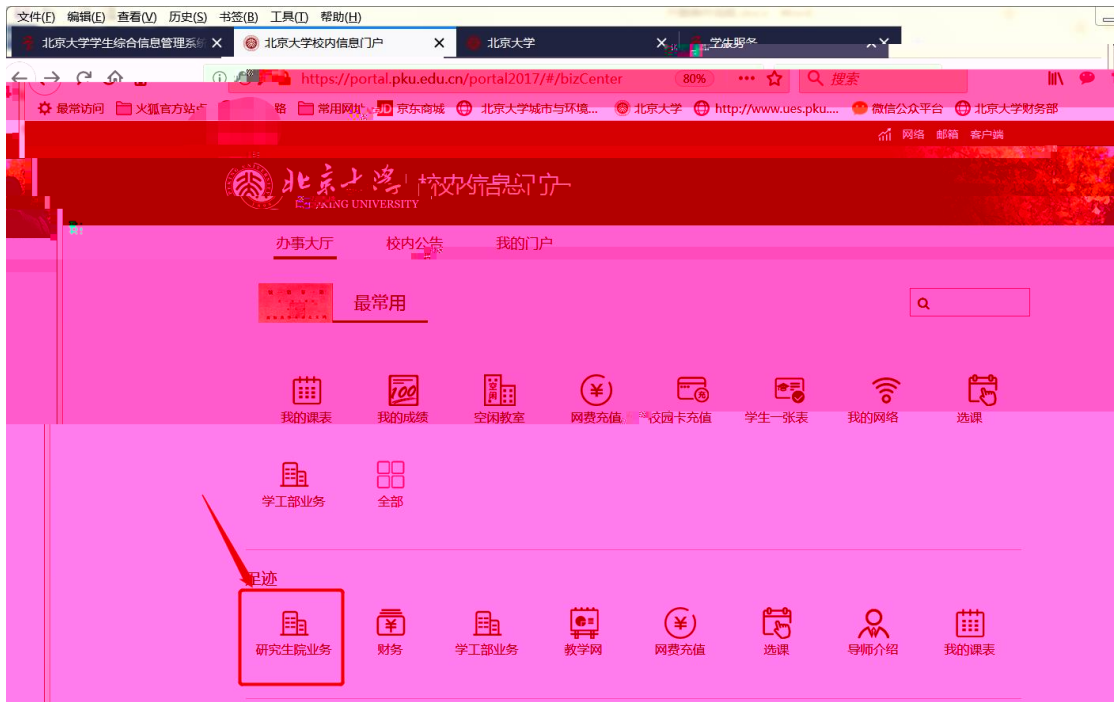 文件(F) 编辑(E) 查看(V) 历史(S) 书签(B) 工具(T) 帮助(H)
北京大学学生综合信息管理系统 北京大学校内信息门户 北京大学
https://portal.pku.edu.cn/portal2017/#/bizCenter 80% 搜索
最常访问 火狐官方站点 常用网址 JD 京东商城 北京大学城市与环境... 北京大学 http://www.ues.pku.... 微信公众平台 北京大学财务部
网络 邮箱 客户端
北京大学 校内信息门户
UNIVERSITY
办事大厅 校内公告 我的门户
最常用
我的课表 我的成绩 空闲教室 网费充值 校园卡充值 学生一张表 我的网络 选课
学工部业务 全部
足迹
研究生院业务 财务 学工部业务 教学网 网费充值 选课 导师介绍 我的课表